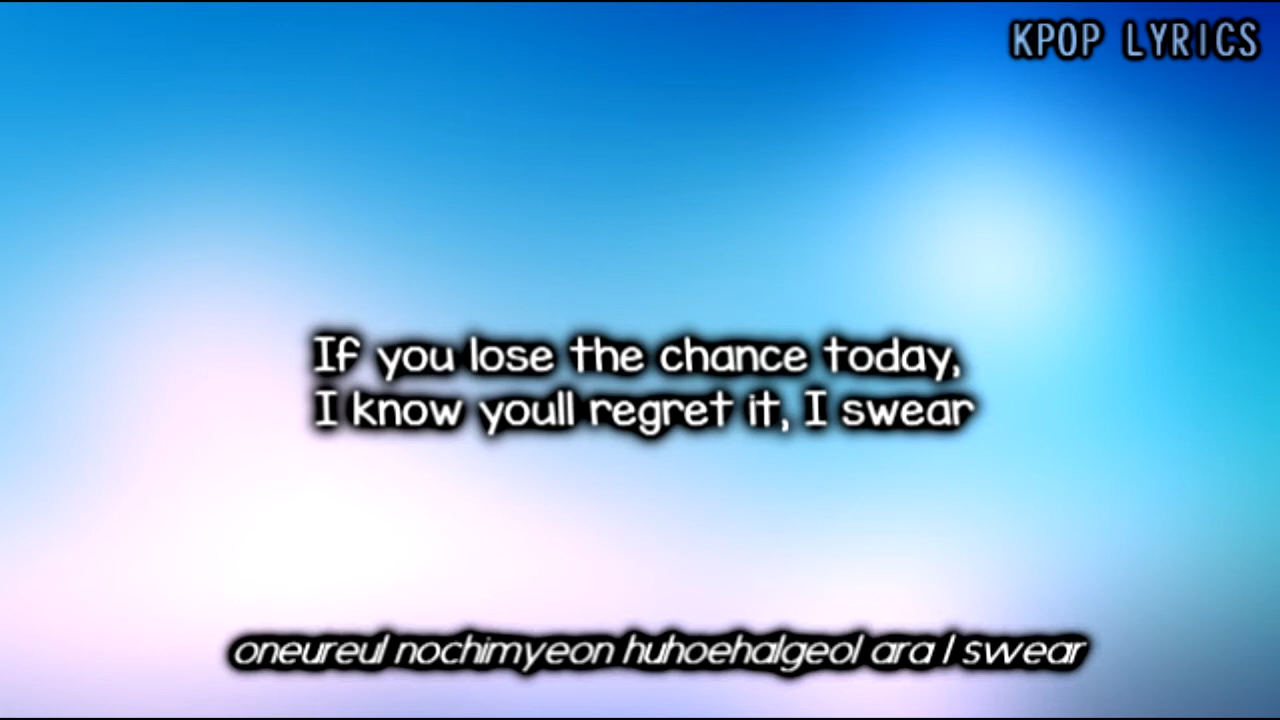 KPOP LYRICS
If you lose the chance today,
I know youll regret it, I swear
oneureul nochimyeon huhoehalgeol ara I swear